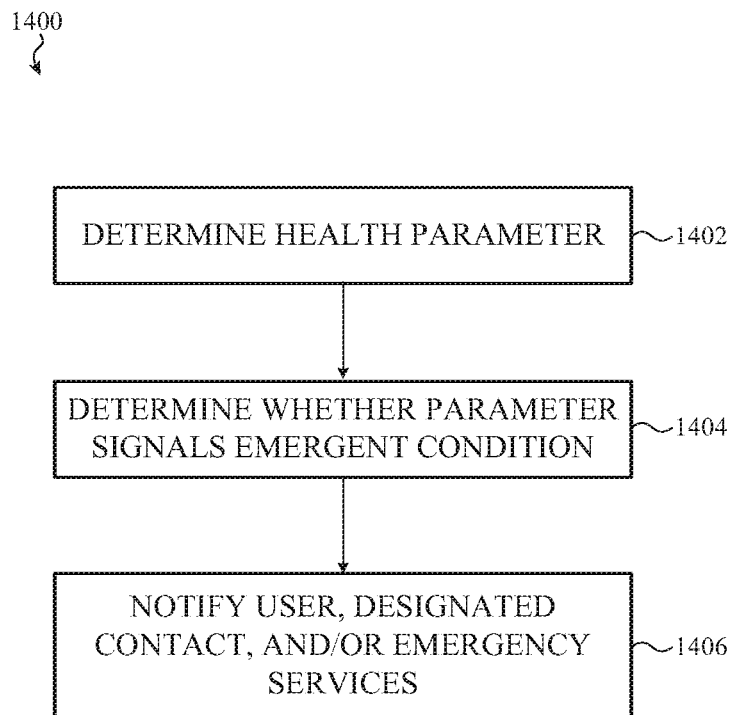 1400
DETERMINE HEALTH PARAMETER
1402
DETERMINE WHETHER PARAMETER
SIGNALS EMERGENT CONDITION
1404
NOTIFY USER, DESIGNATED
CONTACT, AND/OR EMERGENCY
SERVICES
1406